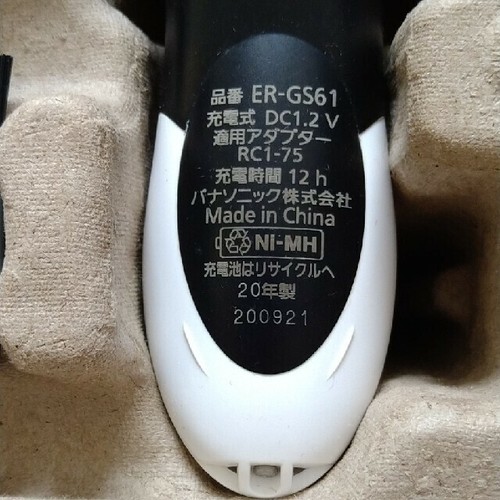 品番 ER-GS61
充電式 DC1.2 V
適用アダプター
RC1-75
充電時間 12 h
パナソニック株式会社
Made in China
Ni-MH
充電池はリサイクルへ
20年製
200921